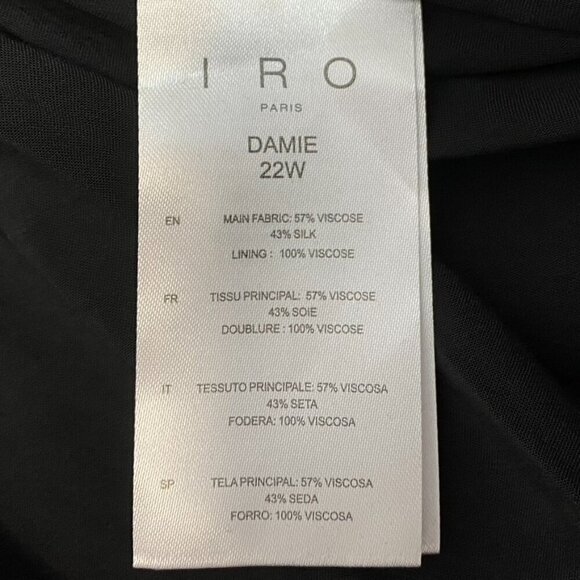 IRO
PARIS
DAMIE
22W
EN MAIN FABRIC: 57% VISCOSE
43% SILK
LINING : 100% VISCOSE
FR TISSU PRINCIPAL: 57% VISCOSE
43% SOIE
DOUBLURE : 100% VISCOSE
IT TESSUTO PRINCIPALE: 57% VISCOSA
43% SETA
FODERA: 100% VISCOSA
SP TELA PRINCIPAL: 57% VISCOSA
43% SEDA
FORRO: 100% VISCOSA